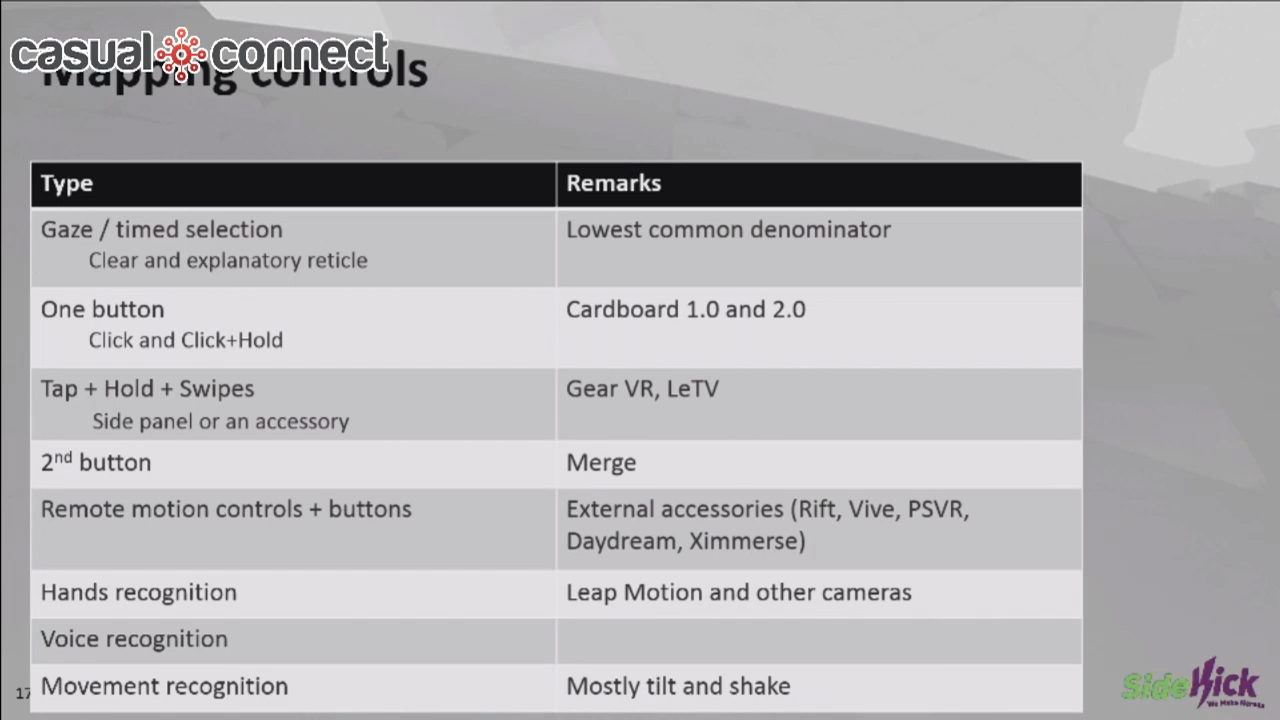 casual connect
Mapping controls
Type Remarks
Gaze / timed selection Lowest common denominator
Clear and explanatory reticle
One button Cardboard 1.0 and 2.0
Click and Click+Hold
Tap + Hold + Swipes Gear VR, LeTV
Side panel or an accessory
2nd button Merge
Remote motion controls + buttons External accessories (Rift, Vive, PSVR,
Daydream, Ximmerse)
Hands recognition Leap Motion and other cameras
Voice recognition
17 Movement recognition Mostly tilt and shake
SideKick
We Make Heroes